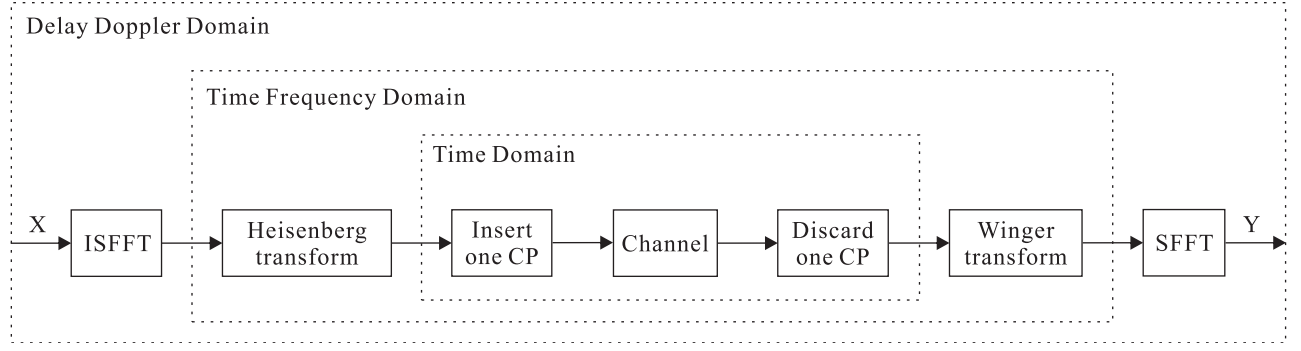 Delay Doppler Domain
Time Frequency Domain
Time Domain
X
ISFFT
Heisenberg
transform
Insert
one CP
Channel
Discard
one CP
Winger
transform
SFFT
Y